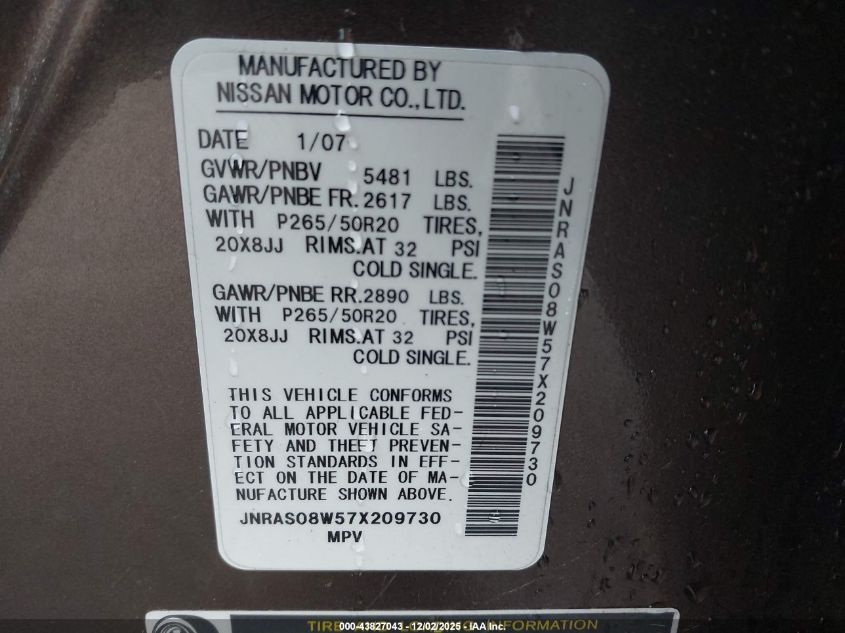 MANUFACTURED BY
NISSAN MOTOR CO.,LTD.
DATE 1/07
GVWR/PNBV 5481 LBS.
GAWR/PNBE FR. 2617 LBS.
WITH P265/50R20 TIRES,
20X8JJ RIMS.AT 32 PSI
COLD SINGLE.
GAWR/PNBE RR. 2890 LBS.
WITH P265/50R20 TIRES,
20X8JJ RIMS.AT 32 PSI
COLD SINGLE.
THIS VEHICLE CONFORMS
TO ALL APPLICABLE FED-
ERAL MOTOR VEHICLE SA-
FETY AND THEFT PREVEN-
TION STANDARDS IN EFF-
ECT ON THE DATE OF MA-
NUFACTURE SHOWN ABOVE.
JNRAS08W57X209730
MPV
JNRAS08W57X209730
TIRE AND LOADING INFORMATION
000-43827043 - 12/02/2025 - IAA Inc.